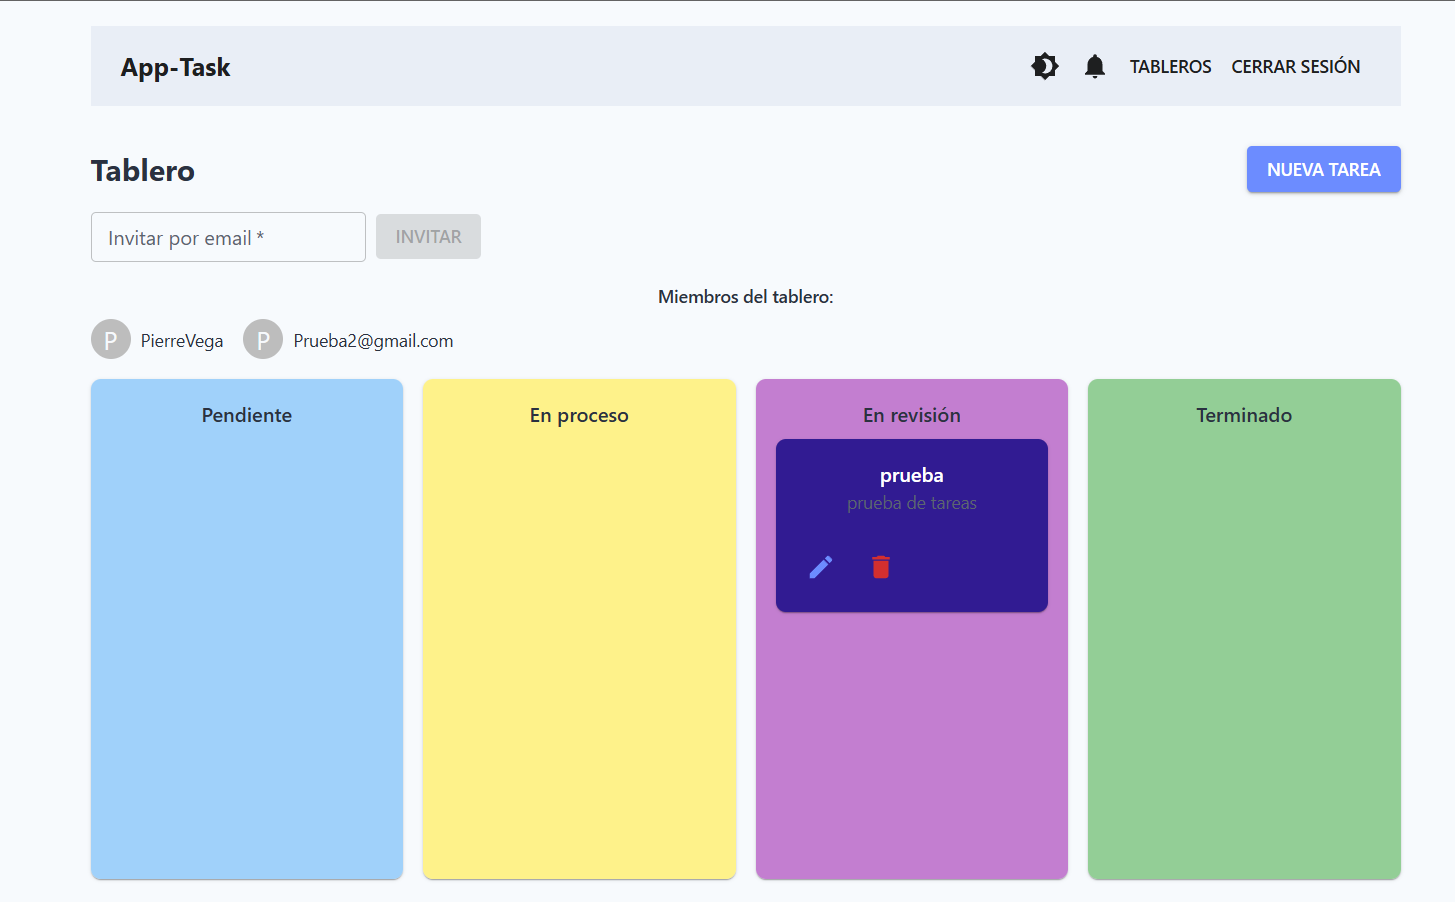 App-Task
TABLEROS
CERRAR SESIÓN
Tablero
NUEVA TAREA
Invitar por email *
INVITAR
Miembros del tablero:
P
PierreVega
P
Prueba2@gmail.com
Pendiente
En proceso
En revisión
Terminado
prueba
prueba de tareas